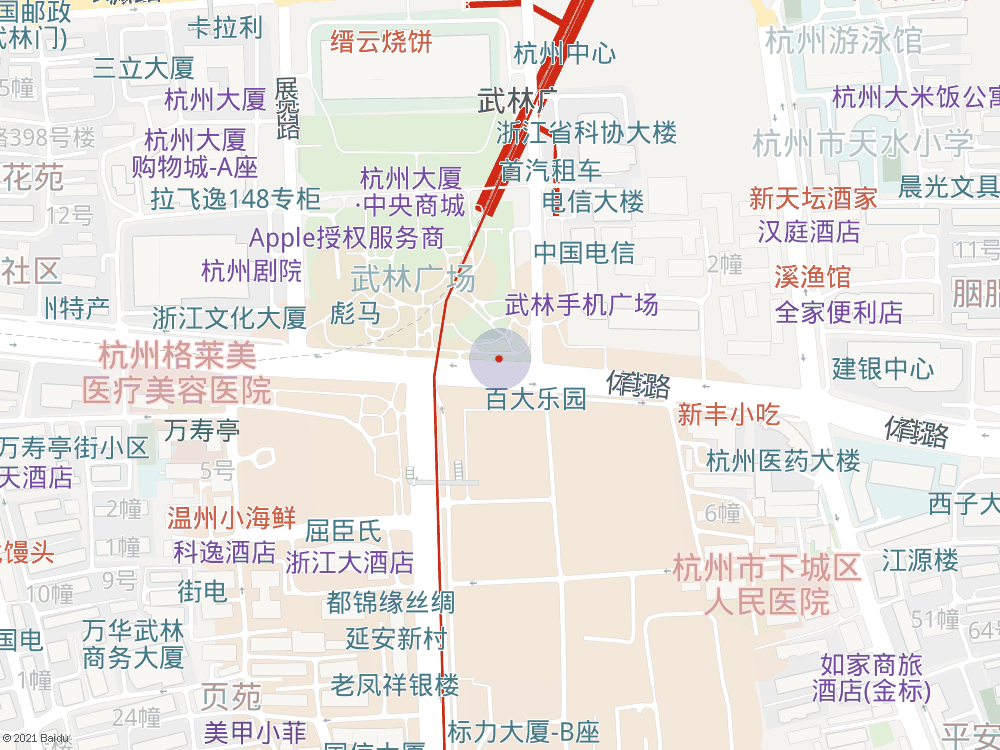 国邮政
武林门)
卡拉利
缙云烧饼
杭州中心
杭州游泳馆
三立大厦
5幢
杭州大厦
展览路
武林广
杭州大米饭公寓
路398号楼
杭州大厦
购物城-A座
浙江省科协大楼
杭州市天水小学
花苑
杭州大厦
·中央商城
首汽租车
拉飞逸148专柜
电信大楼
新天坛酒家
晨光文具
12号
Apple授权服务商
中国电信
汉庭酒店
11号
社区
杭州剧院
武林广场
2幢
溪渔馆
州特产
浙江文化大厦
彪马
武林手机广场
全家便利店
胭脂
杭州格莱美
医疗美容医院
体育场路
建银中心
百大乐园
新丰小吃
体育场路
万寿亭
万寿亭街小区
天酒店
5号
杭州医药大楼
2幢
温州小海鲜
屈臣氏
6幢
西子大
馒头
1幢
科逸酒店
浙江大酒店
杭州市下城区
人民医院
江源楼
9号
10幢
街电
都锦缘丝绸
51幢
国电
万华武林
商务大厦
延安新村
64号
1幢
页苑
老凤祥银楼
如家商旅
酒店(金标)
24幢
美甲小菲
标力大厦-B座
平安
国信大厦
© 2021 Baidu